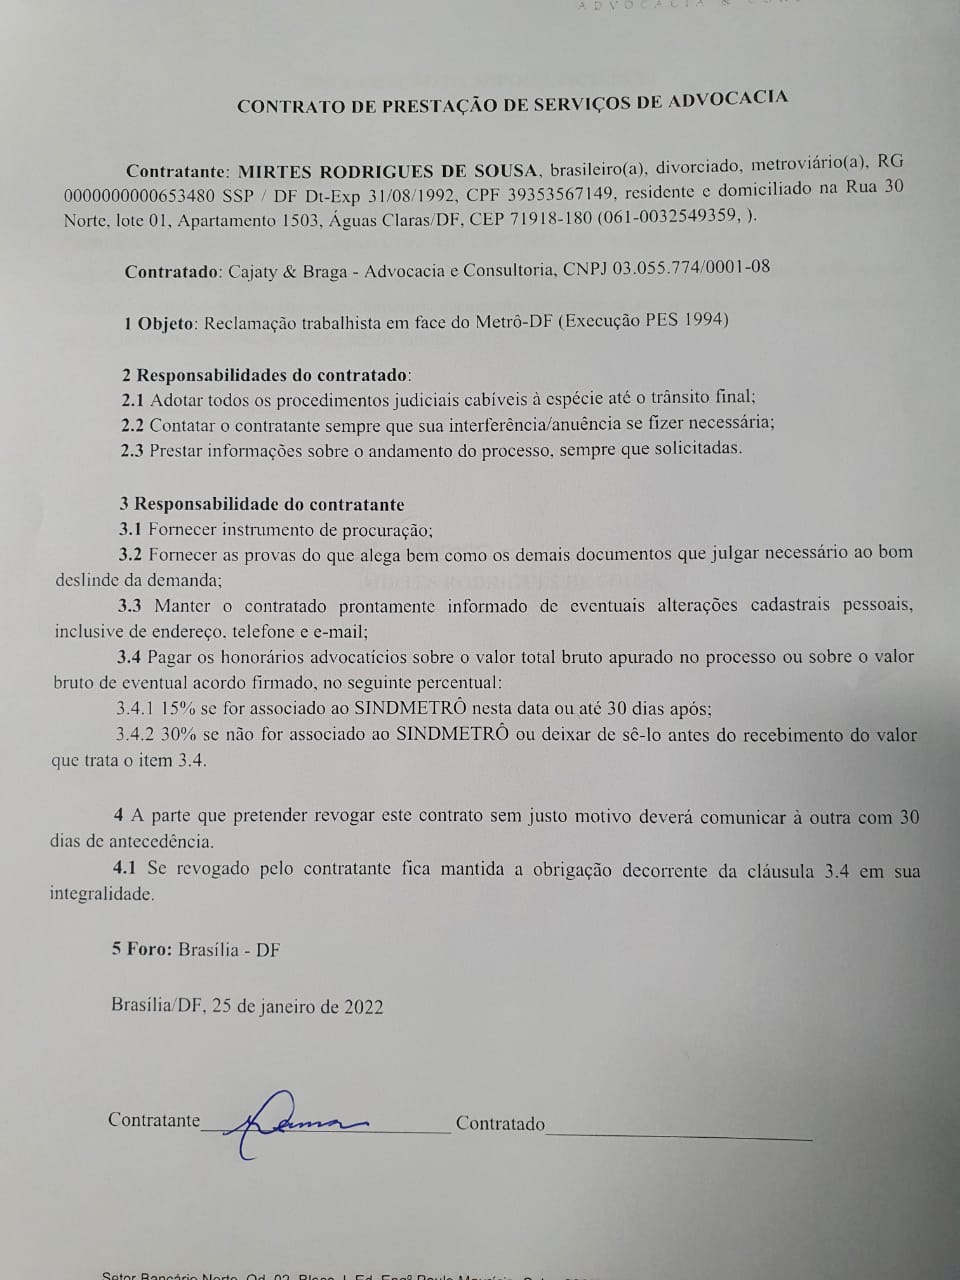 ADVOCACIA &
CONTRATO DE PRESTAÇÃO DE SERVIÇOS DE ADVOCACIA
Contratante: MIRTES RODRIGUES DE SOUSA, brasileiro(a), divorciado, metroviário(a), RG
0000000000653480 SSP / DF Dt-Exp 31/08/1992, CPF 39353567149, residente e domiciliado na Rua 30
Norte, lote 01, Apartamento 1503, Águas Claras/DF, CEP 71918-180 (061-0032549359, ).
Contratado: Cajaty & Braga - Advocacia e Consultoria, CNPJ 03.055.774/0001-08
1 Objeto: Reclamação trabalhista em face do Metrô-DF (Execução PES 1994)
2 Responsabilidades do contratado:
2.1 Adotar todos os procedimentos judiciais cabíveis à espécie até o trânsito final;
2.2 Contatar o contratante sempre que sua interferência/anuência se fizer necessária;
2.3 Prestar informações sobre o andamento do processo, sempre que solicitadas.
3 Responsabilidade do contratante
3.1 Fornecer instrumento de procuração;
3.2 Fornecer as provas do que alega bem como os demais documentos que julgar necessário ao bom
deslinde da demanda;
3.3 Manter o contratado prontamente informado de eventuais alterações cadastrais pessoais,
inclusive de endereço, telefone e e-mail;
3.4 Pagar os honorários advocatícios sobre o valor total bruto apurado no processo ou sobre o valor
bruto de eventual acordo firmado, no seguinte percentual:
3.4.1 15% se for associado ao SINDMETRÔ nesta data ou até 30 dias após;
3.4.2 30% se não for associado ao SINDMETRÔ ou deixar de sê-lo antes do recebimento do valor
que trata o item 3.4.
4 A parte que pretender revogar este contrato sem justo motivo deverá comunicar à outra com 30
dias de antecedência.
4.1 Se revogado pelo contratante fica mantida a obrigação decorrente da cláusula 3.4 em sua
integralidade.
5 Foro: Brasília - DF
Brasília/DF, 25 de janeiro de 2022
Contratante Contratado
Setor Bancário Norte, Qd. 02, Bloco J, Ed. Engº Paulo